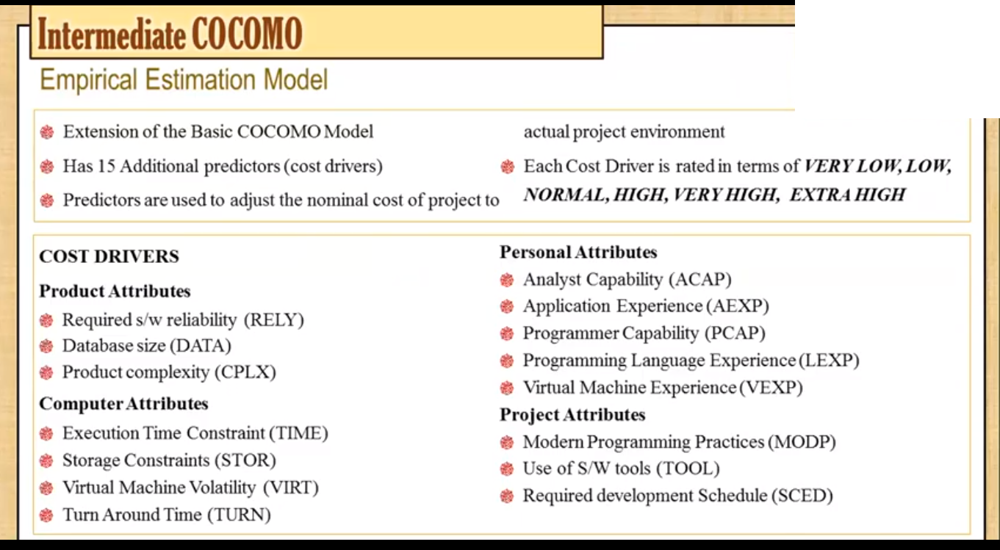 Intermediate COCOMO
Empirical Estimation Model
Extension of the Basic COCOMO Model
Has 15 Additional predictors (cost drivers)
Predictors are used to adjust the nominal cost of project to
actual project environment
Each Cost Driver is rated in terms of VERY LOW, LOW,
NORMAL, HIGH, VERY HIGH, EXTRA HIGH
COST DRIVERS
Product Attributes
Required s/w reliability (RELY)
Database size (DATA)
Product complexity (CPLX)
Computer Attributes
Execution Time Constraint (TIME)
Storage Constraints (STOR)
Virtual Machine Volatility (VIRT)
Turn Around Time (TURN)
Personal Attributes
Analyst Capability (ACAP)
Application Experience (AEXP)
Programmer Capability (PCAP)
Programming Language Experience (LEXP)
Virtual Machine Experience (VEXP)
Project Attributes
Modern Programming Practices (MODP)
Use of S/W tools (TOOL)
Required development Schedule (SCED)